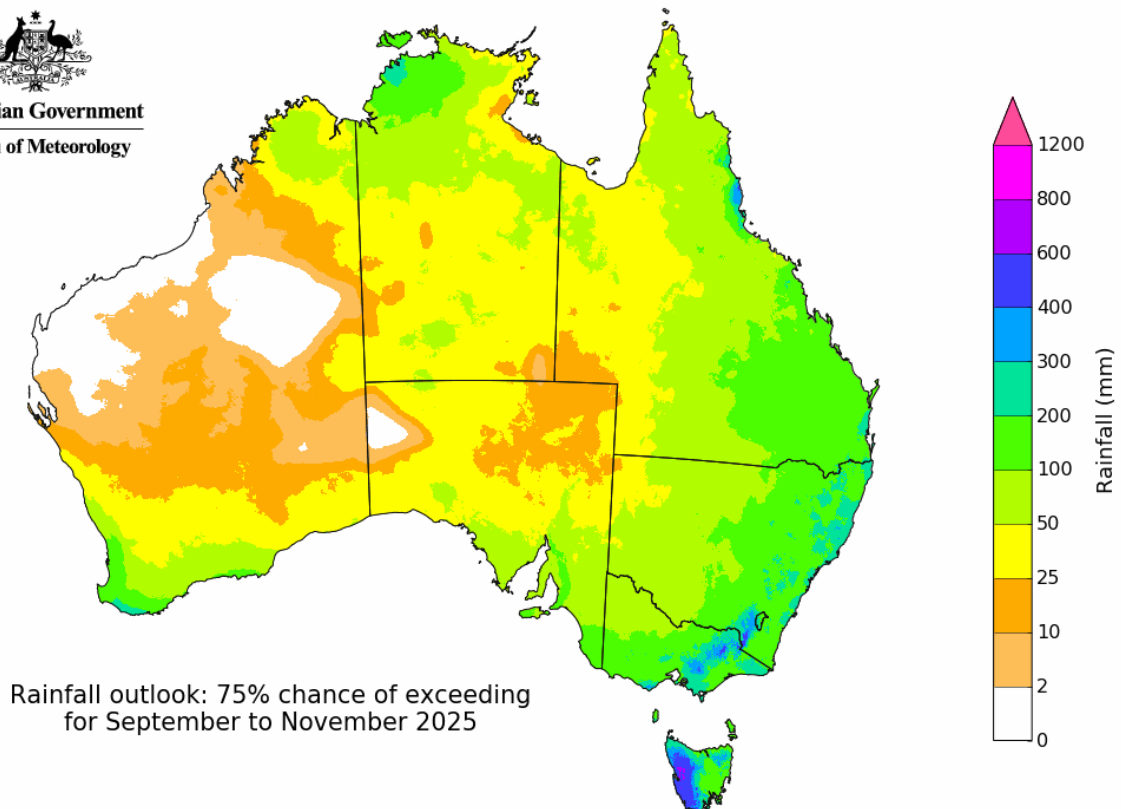 AUSTRALIA
ian Government
of Meteorology
1200
800
600
400
300
200
100
50
25
10
2
0
Rainfall (mm)
Rainfall outlook: 75% chance of exceeding
for September to November 2025